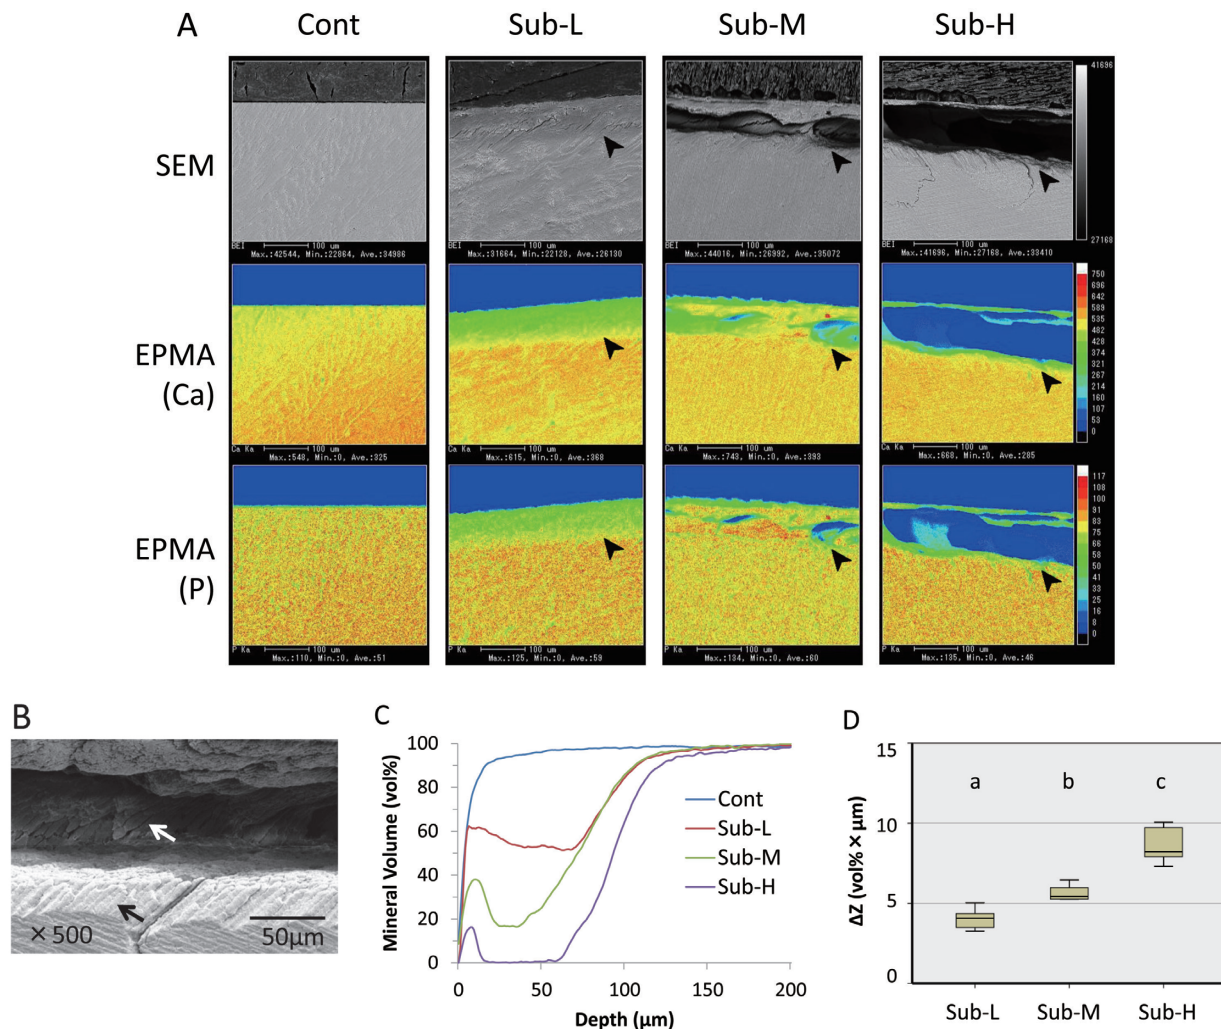 A
Cont
Sub-L
Sub-M
Sub-H
SEM
41696
27168
BEI 100 um
Max.:42544, Min.:22864, Ave.:34986
BEI 100 um
Max.:31664, Min.:22128, Ave.:26130
BEI 100 um
Max.:44016, Min.:26992, Ave.:35072
BEI 100 um
Max.:41696, Min.:27168, Ave.:33410
EPMA
(Ca)
750
696
642
589
535
482
428
374
321
267
214
160
107
53
0
Ca Ka 100 um
Max.:548, Min.:0, Ave.:325
Ca Ka 100 um
Max.:615, Min.:0, Ave.:368
Ca Ka 100 um
Max.:743, Min.:0, Ave.:393
Ca Ka 100 um
Max.:668, Min.:0, Ave.:285
EPMA
(P)
117
108
100
91
83
75
66
58
50
41
33
25
16
8
0
P Ka 100 um
Max.:110, Min.:0, Ave.:51
P Ka 100 um
Max.:125, Min.:0, Ave.:59
P Ka 100 um
Max.:134, Min.:0, Ave.:60
P Ka 100 um
Max.:135, Min.:0, Ave.:46
B
×500
50μm
C
Mineral Volume (vol%)
100
80
60
40
20
0
Cont
Sub-L
Sub-M
Sub-H
0
50
100
150
200
Depth (μm)
D
ΔZ (vol% × μm)
15
10
5
0
a
b
c
Sub-L
Sub-M
Sub-H